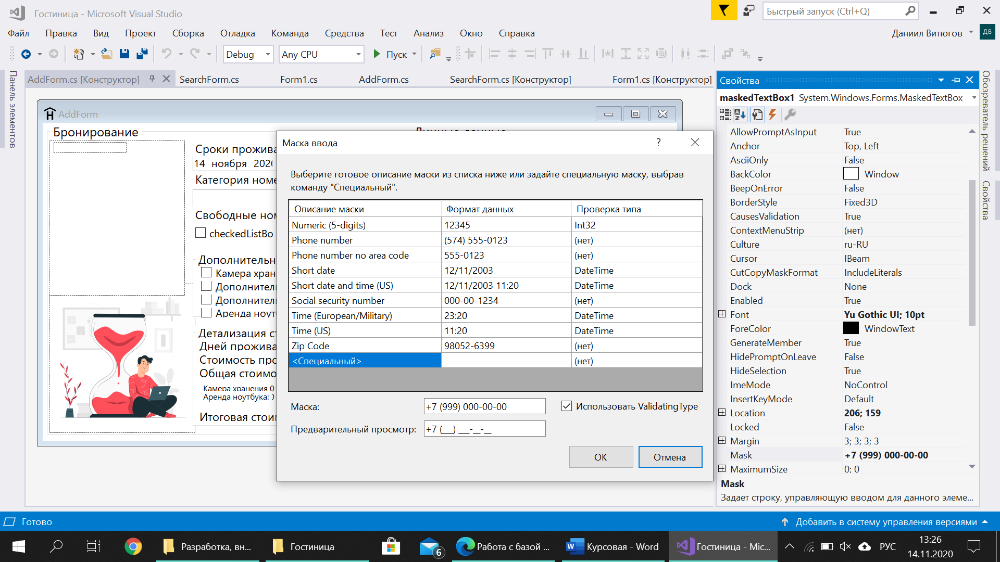 Гостиница - Microsoft Visual Studio
Быстрый запуск (Ctrl+Q)
Файл Правка Вид Проект Сборка Отладка Команда Средства Тест Анализ Окно Справка
Даниил Витюгов ДВ
Debug Any CPU Пуск
Панель элементов
AddForm.cs [Конструктор] SearchForm.cs Form1.cs AddForm.cs SearchForm.cs [Конструктор] Form1.cs [Конструктор]
AddForm
Бронирование
Личные данные
Сроки прожива
14 ноября 202
Категория номе
Свободные ном
checkedListBo
Дополнительн
Камера хран
Дополнител
Дополнител
Аренда ноут
Детализация ст
Дней прожива
Стоимость про
Общая стоимо
Камера хранения 0
Аренда ноутбука: 0
Итоговая стоим
Маска ввода
?
Выберите готовое описание маски из списка ниже или задайте специальную маску, выбрав
команду "Специальный".
Описание маски Формат данных Проверка типа
Numeric (5-digits) 12345 Int32
Phone number (574) 555-0123 (нет)
Phone number no area code 555-0123 (нет)
Short date 12/11/2003 DateTime
Short date and time (US) 12/11/2003 11:20 DateTime
Social security number 000-00-1234 (нет)
Time (European/Military) 23:20 DateTime
Time (US) 11:20 DateTime
Zip Code 98052-6399 (нет)
<Специальный> (нет)
Маска: +7 (999) 000-00-00 Использовать ValidatingType
Предварительный просмотр: +7 (___) ___-__-__
ОК Отмена
Свойства
maskedTextBox1 System.Windows.Forms.MaskedTextBox
AllowPromptAsInput True
Anchor Top, Left
AsciiOnly False
BackColor Window
BeepOnError False
BorderStyle Fixed3D
CausesValidation True
ContextMenuStrip (нет)
Culture ru-RU
Cursor IBeam
CutCopyMaskFormat IncludeLiterals
Dock None
Enabled True
Font Yu Gothic UI; 10pt
ForeColor WindowText
GenerateMember True
HidePromptOnLeave False
HideSelection True
ImeMode NoControl
InsertKeyMode Default
Location 206; 159
Locked False
Margin 3; 3; 3; 3
Mask +7 (999) 000-00-00
MaximumSize 0; 0
Mask
Задает строку, управляющую вводом для данного элеме...
Обозреватель решений
Свойства
Готово
Добавить в систему управления версиями
Разработка, вн...
Гостиница
6
Работа с базой ...
Курсовая - Word
Гостиница - Mic...
РУС
13:26
14.11.2020